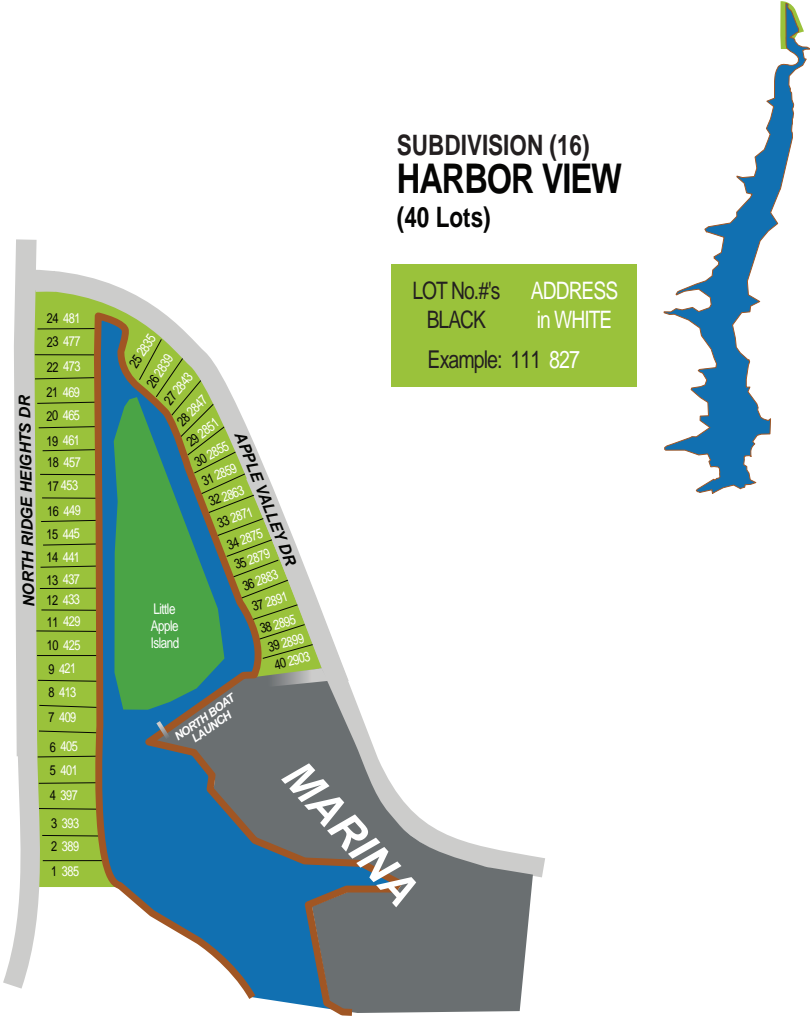 SUBDIVISION (16)
HARBOR VIEW
(40 Lots)
LOT No.#'s ADDRESS
BLACK in WHITE
Example: 111 827
NORTH RIDGE HEIGHTS DR
24 481
23 477
22 473
21 469
20 465
19 461
18 457
17 453
16 449
15 445
14 441
13 437
12 433
11 429
10 425
9 421
8 413
7 409
6 405
5 401
4 397
3 393
2 389
1 385
25 2835
26 2839
27 2843
28 2847
29 2851
30 2855
31 2859
32 2863
33 2871
34 2875
35 2879
36 2883
37 2891
38 2895
39 2899
40 2903
APPLE VALLEY DR
Little
Apple
Island
NORTH BOAT
LAUNCH
MARINA